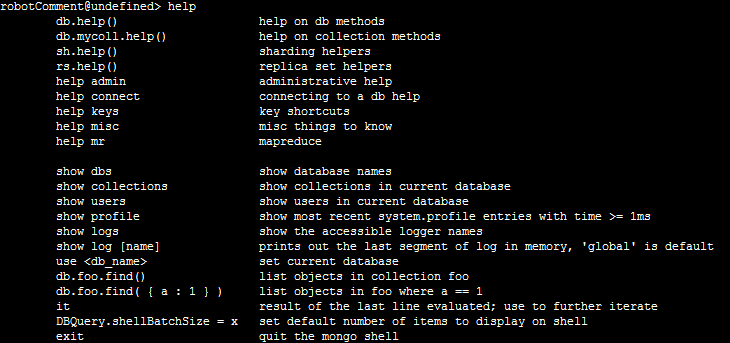 robotComment@undefined> help
db.help() help on db methods
db.mycoll.help() help on collection methods
sh.help() sharding helpers
rs.help() replica set helpers
help admin administrative help
help connect connecting to a db help
help keys key shortcuts
help misc misc things to know
help mr mapreduce
show dbs show database names
show collections show collections in current database
show users show users in current database
show profile show most recent system.profile entries with time >= 1ms
show logs show the accessible logger names
show log [name] prints out the last segment of log in memory, 'global' is default
use <db_name> set current database
db.foo.find() list objects in collection foo
db.foo.find( { a : 1 } ) list objects in foo where a == 1
it result of the last line evaluated; use to further iterate
DBQuery.shellBatchSize = x set default number of items to display on shell
exit quit the mongo shell